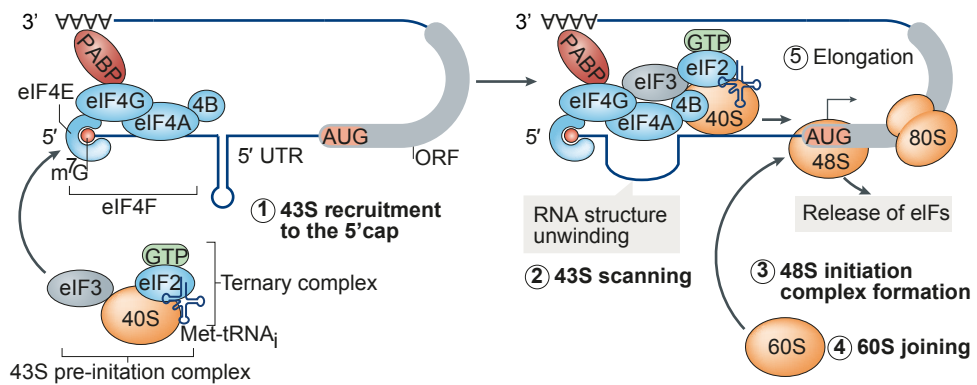 3’ AAAA
PABP
eIF4E
eIF4G
4B
eIF4A
5’
m7G
eIF4F
5’ UTR
AUG
ORF
1 43S recruitment
to the 5’cap
GTP
eIF3
eIF2
40S
Ternary complex
Met-tRNAi
43S pre-initation complex
3’ AAAA
PABP
GTP
eIF3
eIF2
eIF4G
4B
eIF4A
40S
5’
5 Elongation
AUG
48S
80S
RNA structure
unwinding
Release of eIFs
2 43S scanning
3 48S initiation
complex formation
60S
4 60S joining